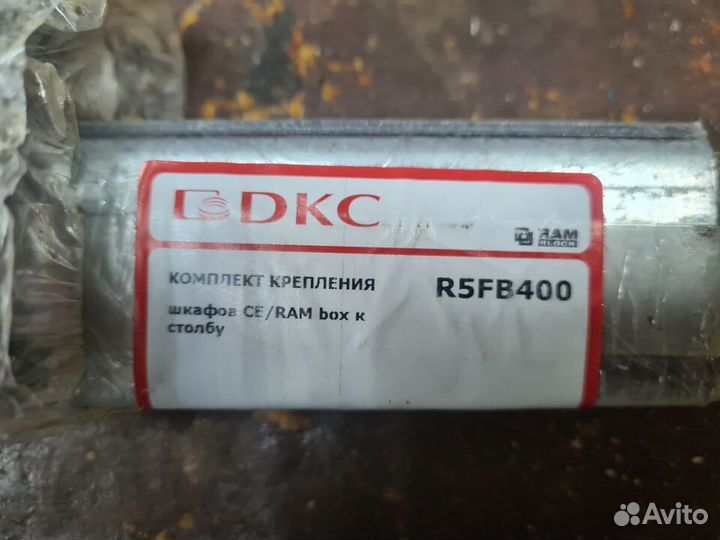 DKC
RAM
BLOCK
КОМПЛЕКТ КРЕПЛЕНИЯ
R5FB400
шкафов CE/RAM box к
столбу
Avito